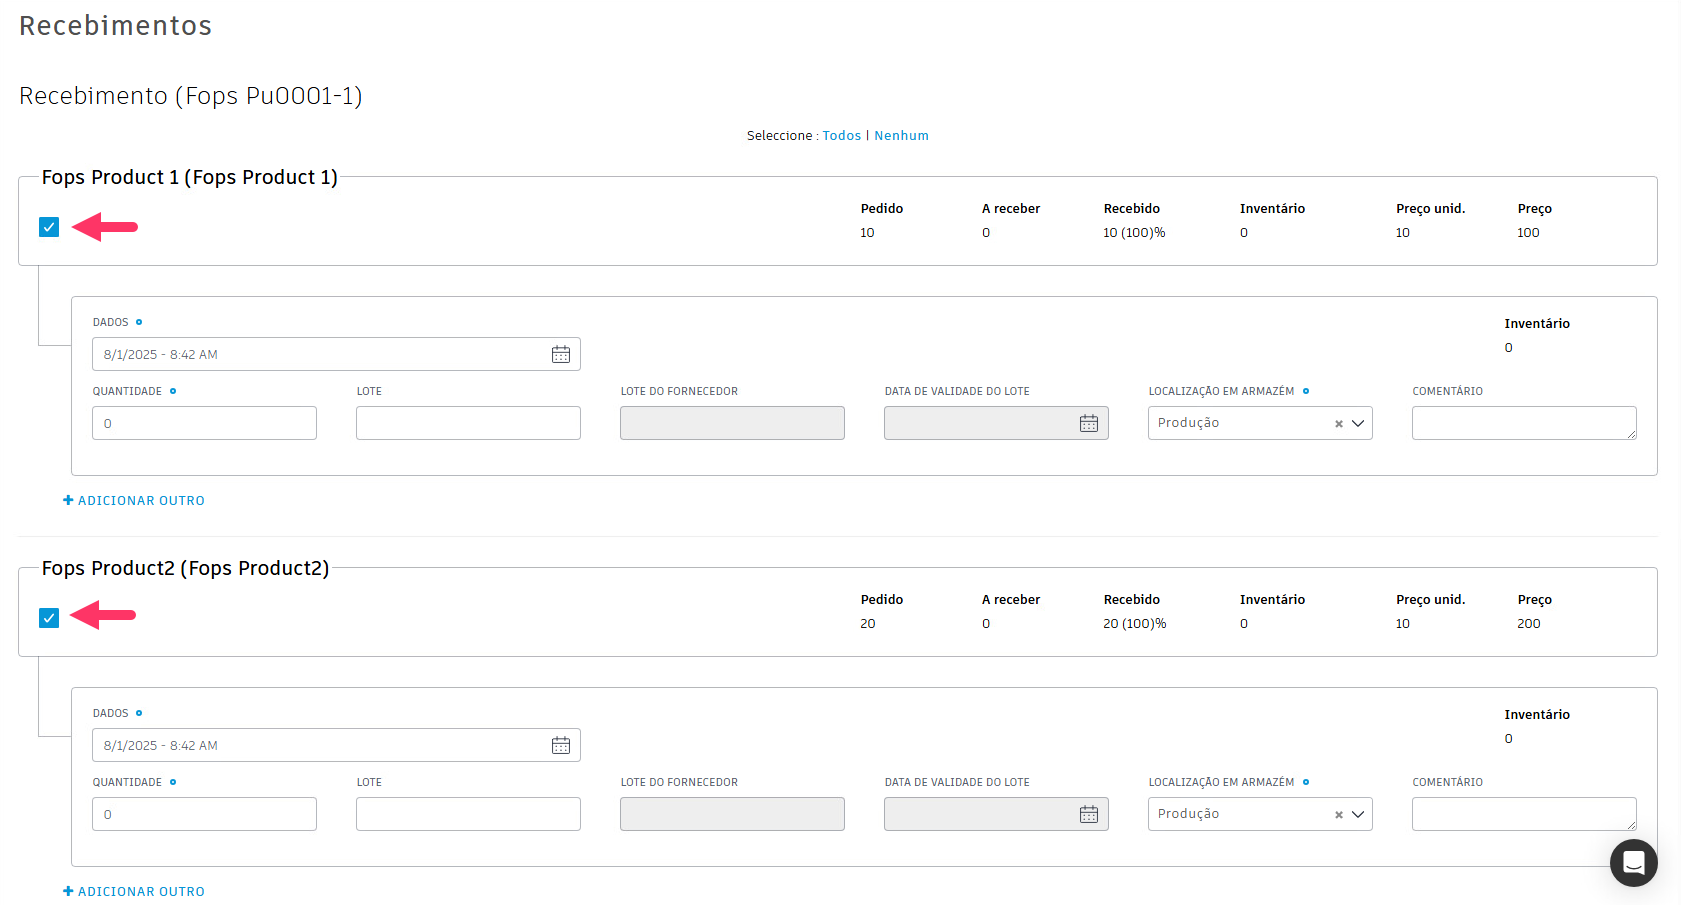 Recebimentos
Recebimento (Fops Pu0001-1)
Seleccione : Todos | Nenhum
Fops Product 1 (Fops Product 1)
Pedido A receber Recebido Inventário Preço unid. Preço
10 0 10 (100)% 0 10 100
DADOS
Inventário
8/1/2025 - 8:42 AM
0
QUANTIDADE LOTE LOTE DO FORNECEDOR DATA DE VALIDADE DO LOTE LOCALIZAÇÃO EM ARMAZÉM COMENTÁRIO
0 Produção
ADICIONAR OUTRO
Fops Product2 (Fops Product2)
Pedido A receber Recebido Inventário Preço unid. Preço
20 0 20 (100)% 0 10 200
DADOS
Inventário
8/1/2025 - 8:42 AM
0
QUANTIDADE LOTE LOTE DO FORNECEDOR DATA DE VALIDADE DO LOTE LOCALIZAÇÃO EM ARMAZÉM COMENTÁRIO
0 Produção
ADICIONAR OUTRO